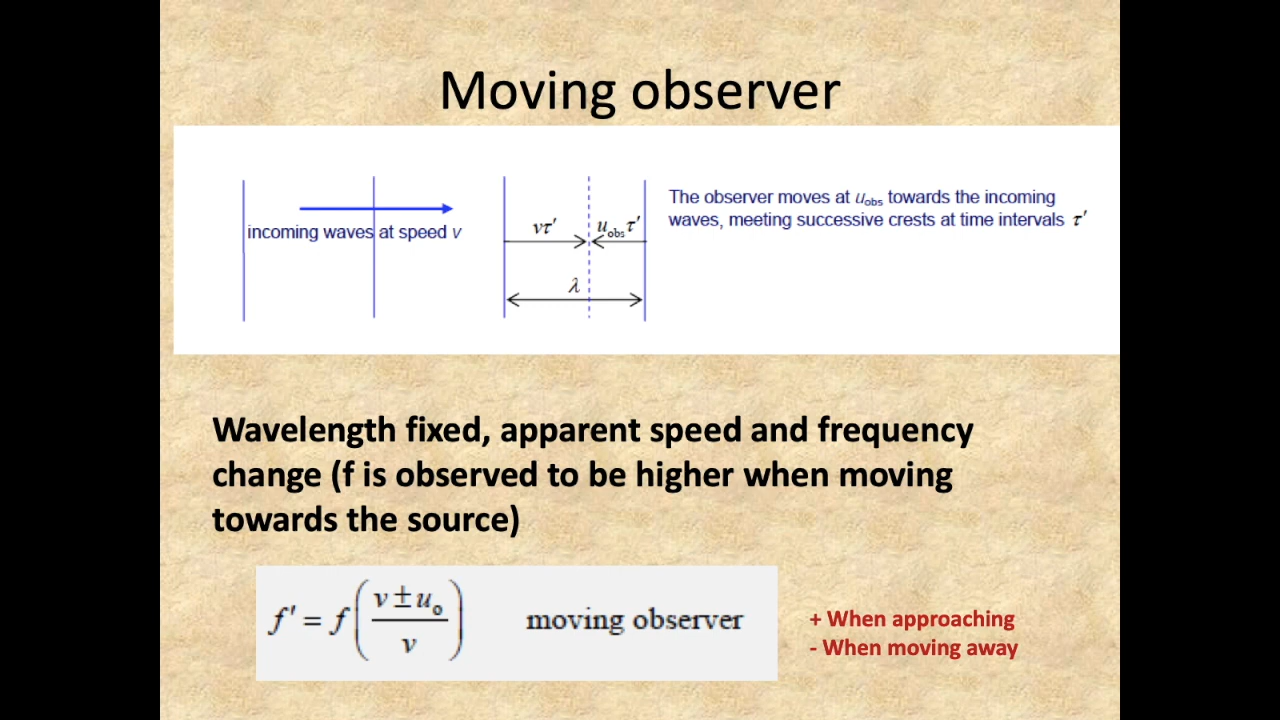 Moving observer
incoming waves at speed v
vτ′
u_obs τ′
λ
The observer moves at u_obs towards the incoming
waves, meeting successive crests at time intervals τ′
Wavelength fixed, apparent speed and frequency
change (f is observed to be higher when moving
towards the source)
f′ = f((v ± u_o)/v) moving observer
+ When approaching
- When moving away